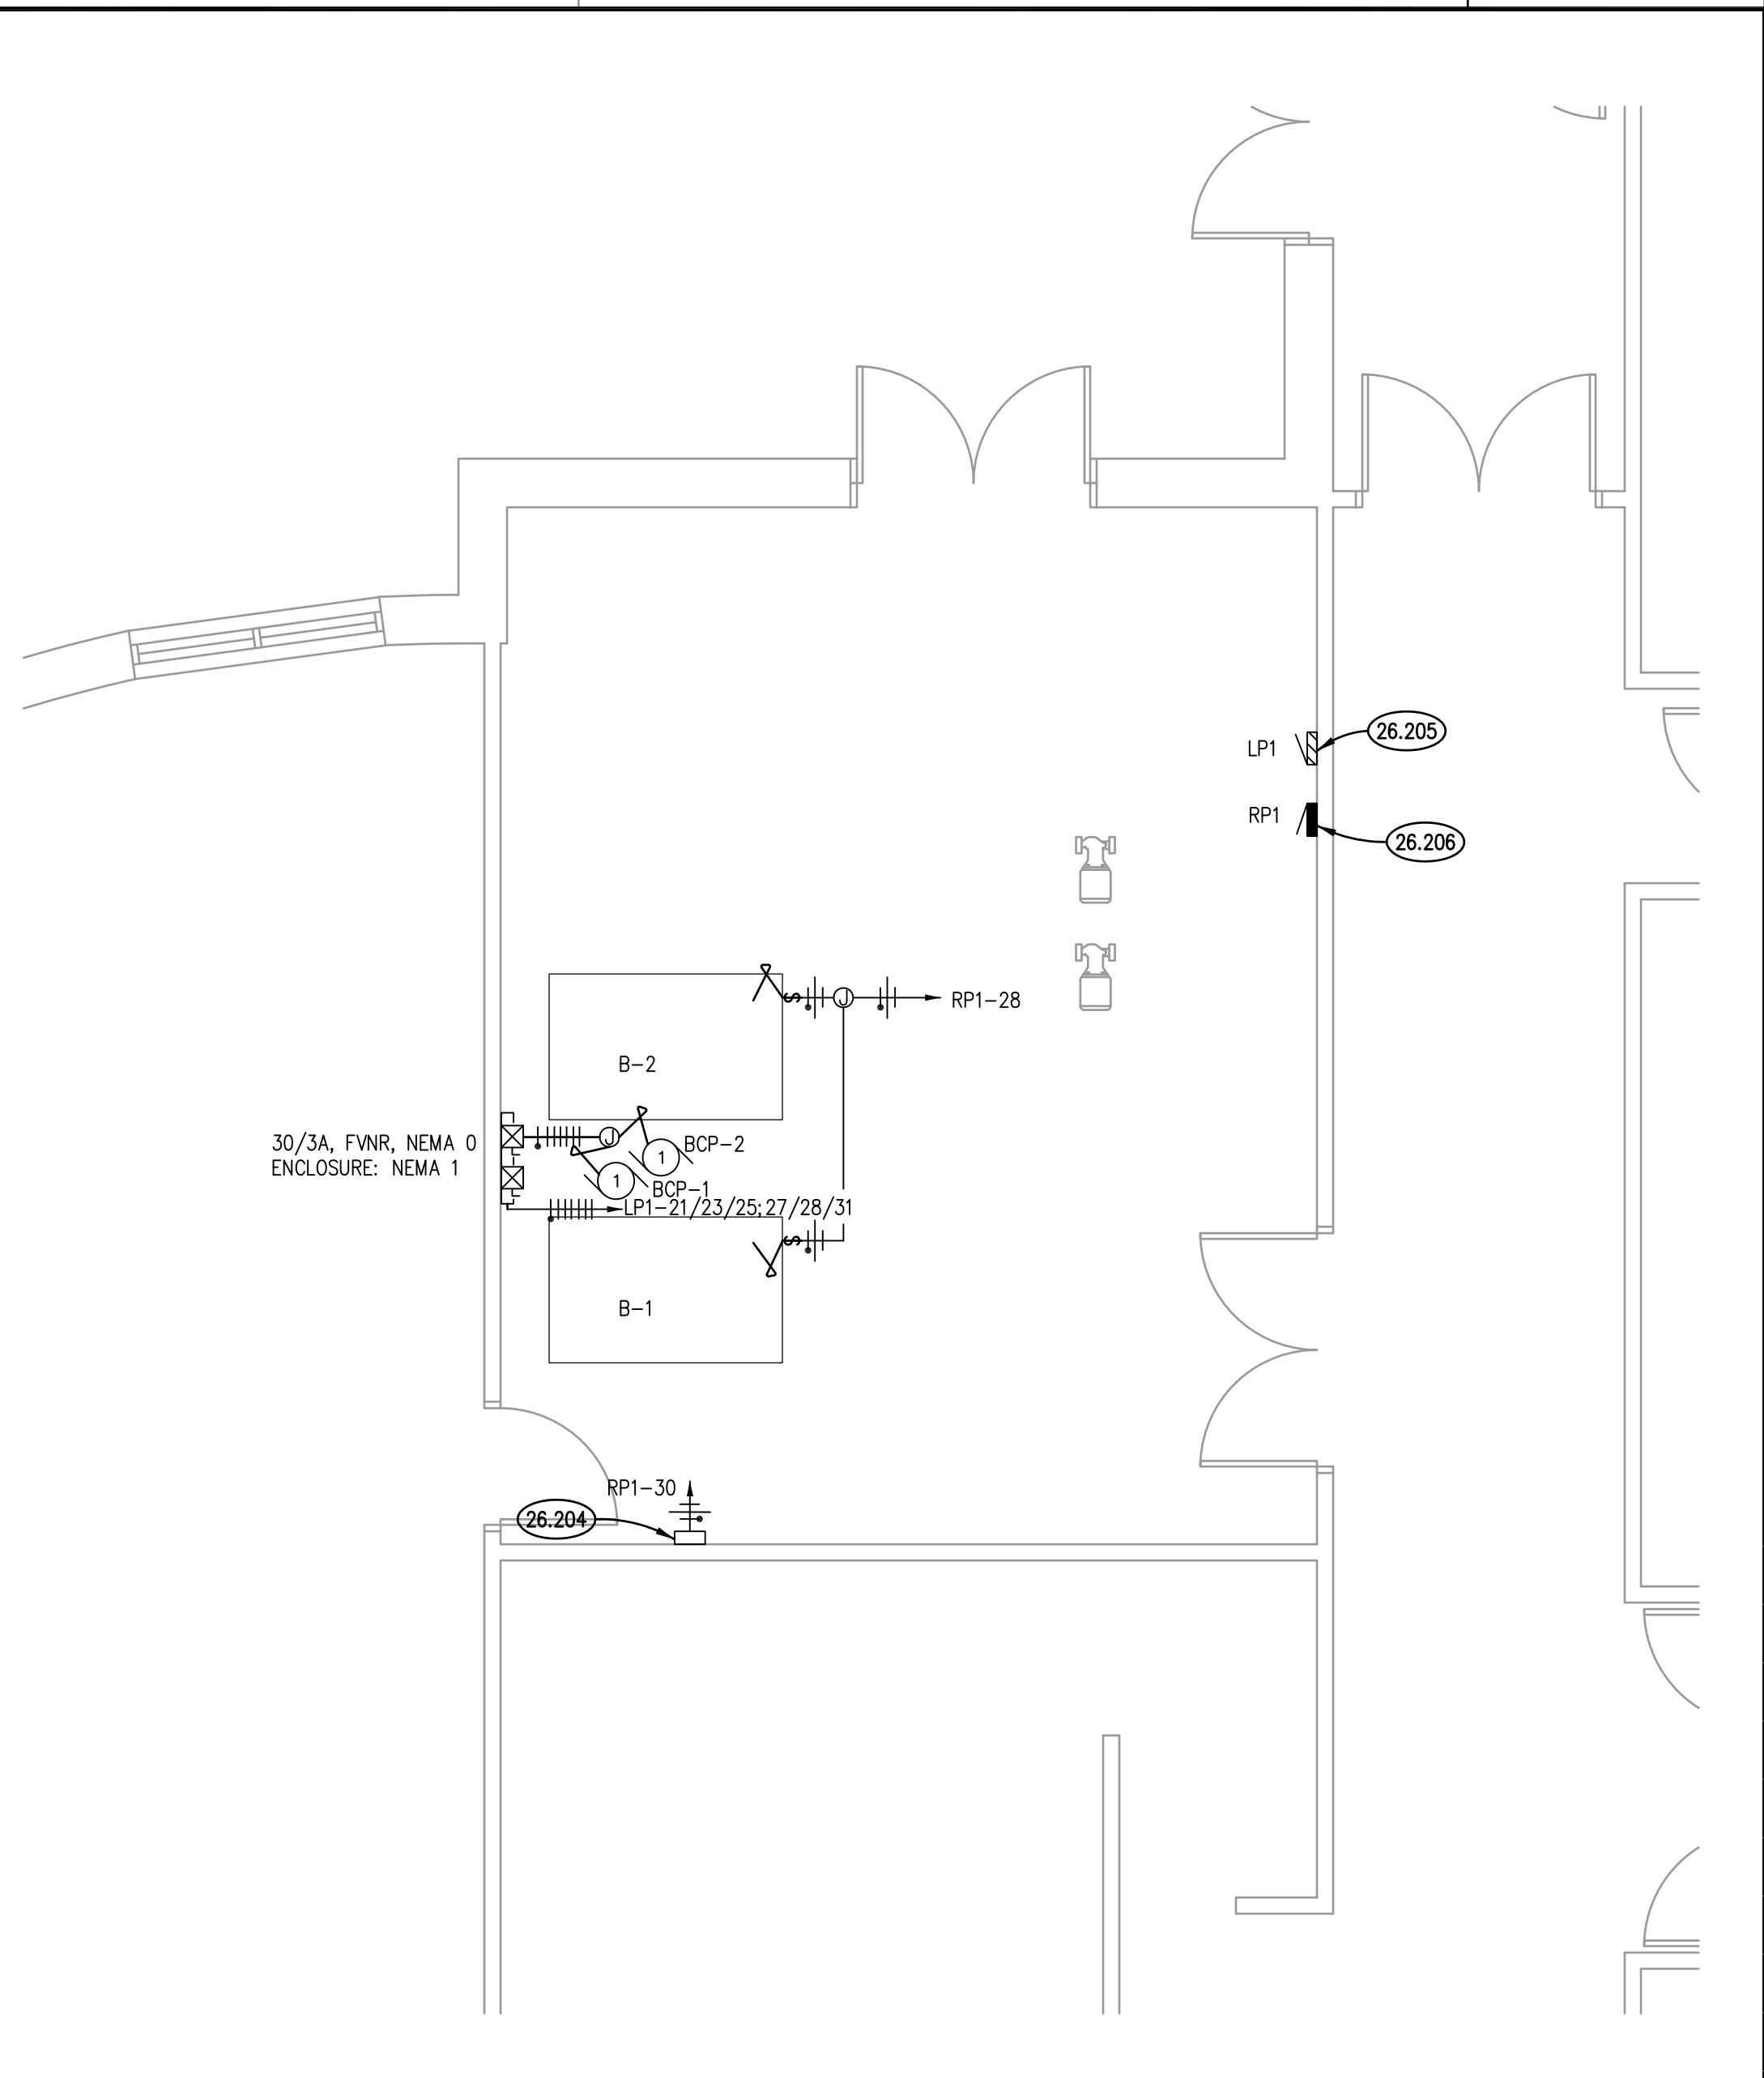 26.205
LP1
RP1
26.206
RP1-28
J
$
B-2
30/3A, FVNR, NEMA 0
ENCLOSURE: NEMA 1
J
BCP-2
1
1
BCP-1
LP1-21/23/25;27/28/31
$
B-1
RP1-30
26.204